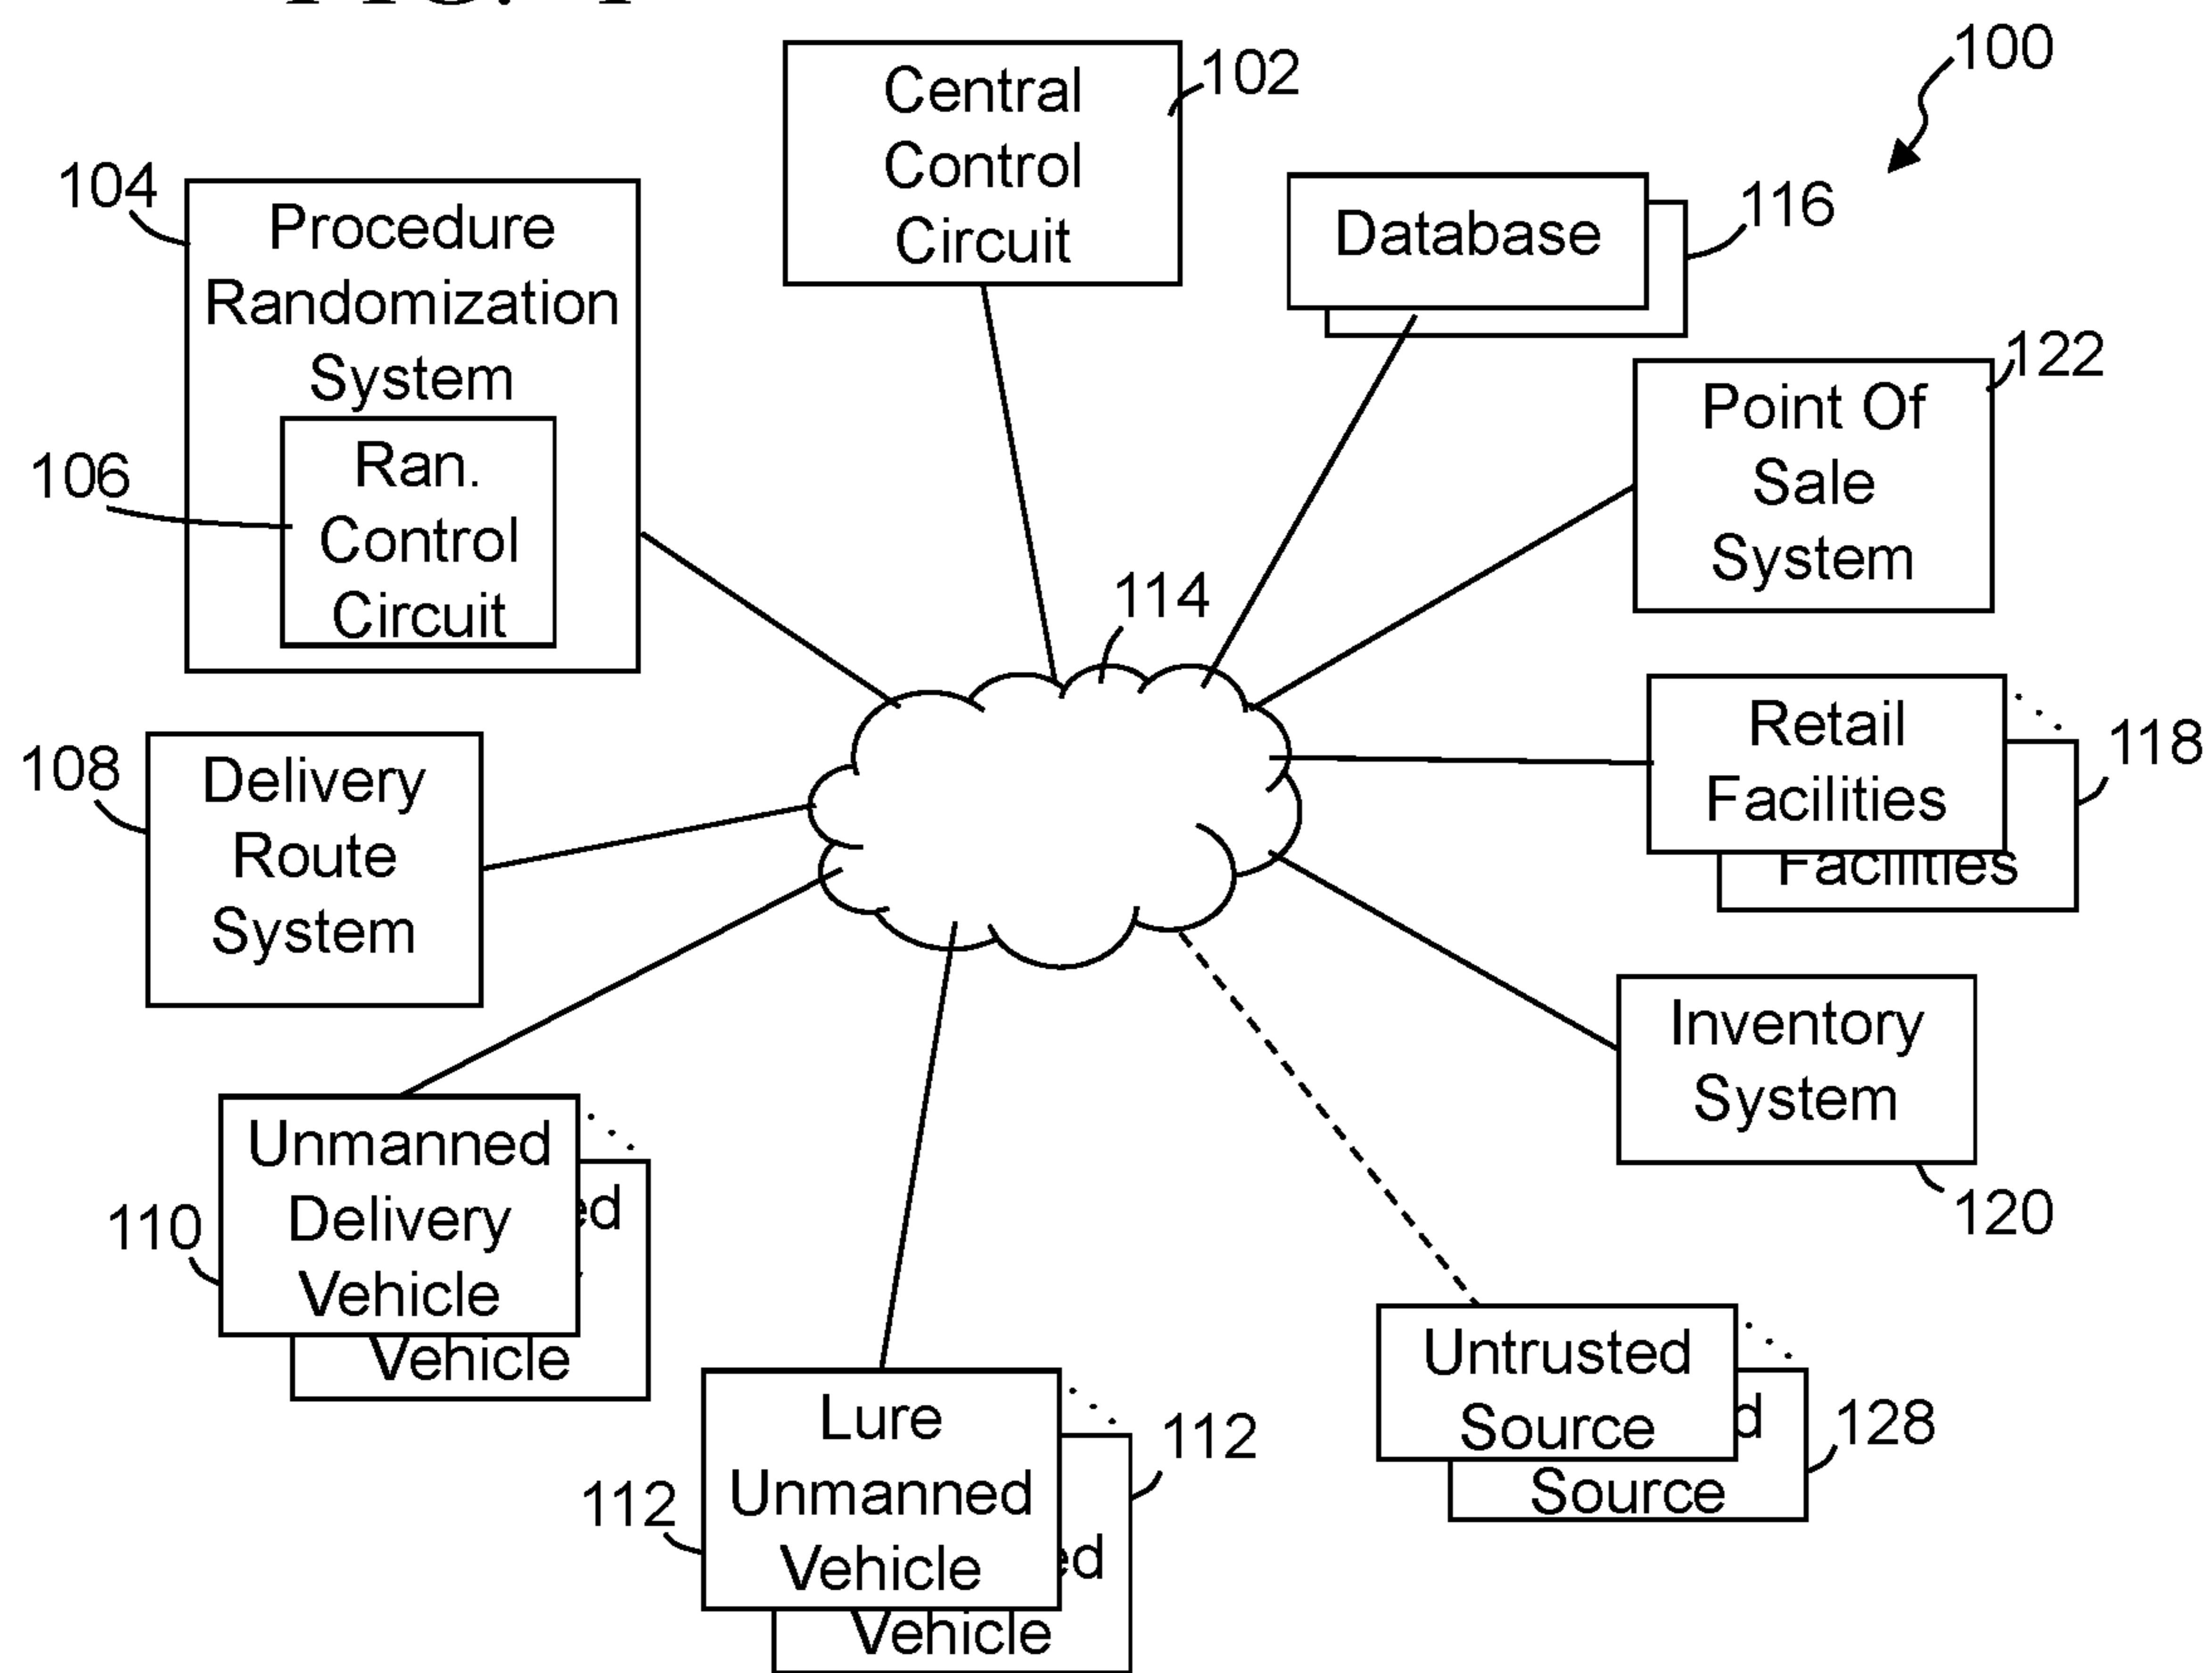 100
Central
Control
Circuit
102
104
Procedure
Randomization
System
106
Ran.
Control
Circuit
Database
116
Point Of
Sale
System
122
114
108
Delivery
Route
System
Retail
Facilities
Facilities
118
Inventory
System
120
110
Unmanned
Delivery
Vehicle
ed
Vehicle
112
Lure
Unmanned
Vehicle
ed
Vehicle
112
Untrusted
Source
d
Source
128